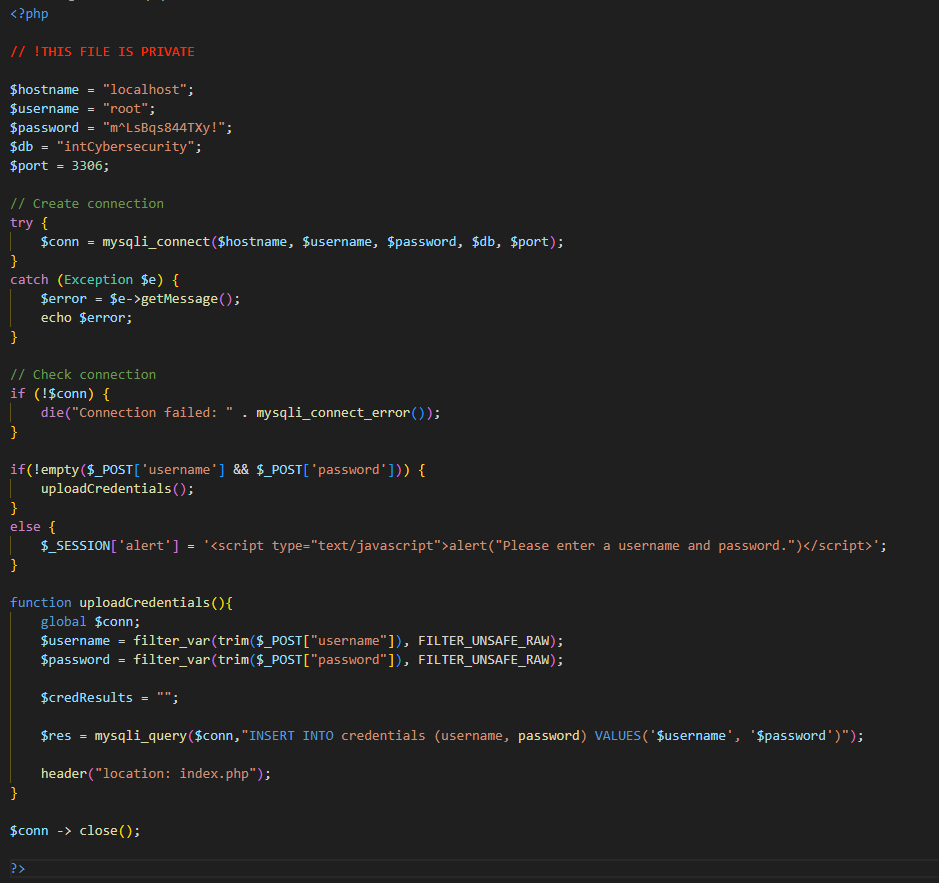 <?php
// !THIS FILE IS PRIVATE
$hostname = "localhost";
$username = "root";
$password = "m^LsBqs844TXy!";
$db = "intCybersecurity";
$port = 3306;
// Create connection
try {
    $conn = mysqli_connect($hostname, $username, $password, $db, $port);
}
catch (Exception $e) {
    $error = $e->getMessage();
    echo $error;
}
// Check connection
if (!$conn) {
    die("Connection failed: " . mysqli_connect_error());
}
if(!empty($_POST['username'] && $_POST['password'])) {
    uploadCredentials();
}
else {
    $_SESSION['alert'] = '<script type="text/javascript">alert("Please enter a username and password.")</script>';
}
function uploadCredentials(){
    global $conn;
    $username = filter_var(trim($_POST["username"]), FILTER_UNSAFE_RAW);
    $password = filter_var(trim($_POST["password"]), FILTER_UNSAFE_RAW);
    $credResults = "";
    $res = mysqli_query($conn,"INSERT INTO credentials (username, password) VALUES('$username', '$password')");
    header("location: index.php");
}
$conn -> close();
?>